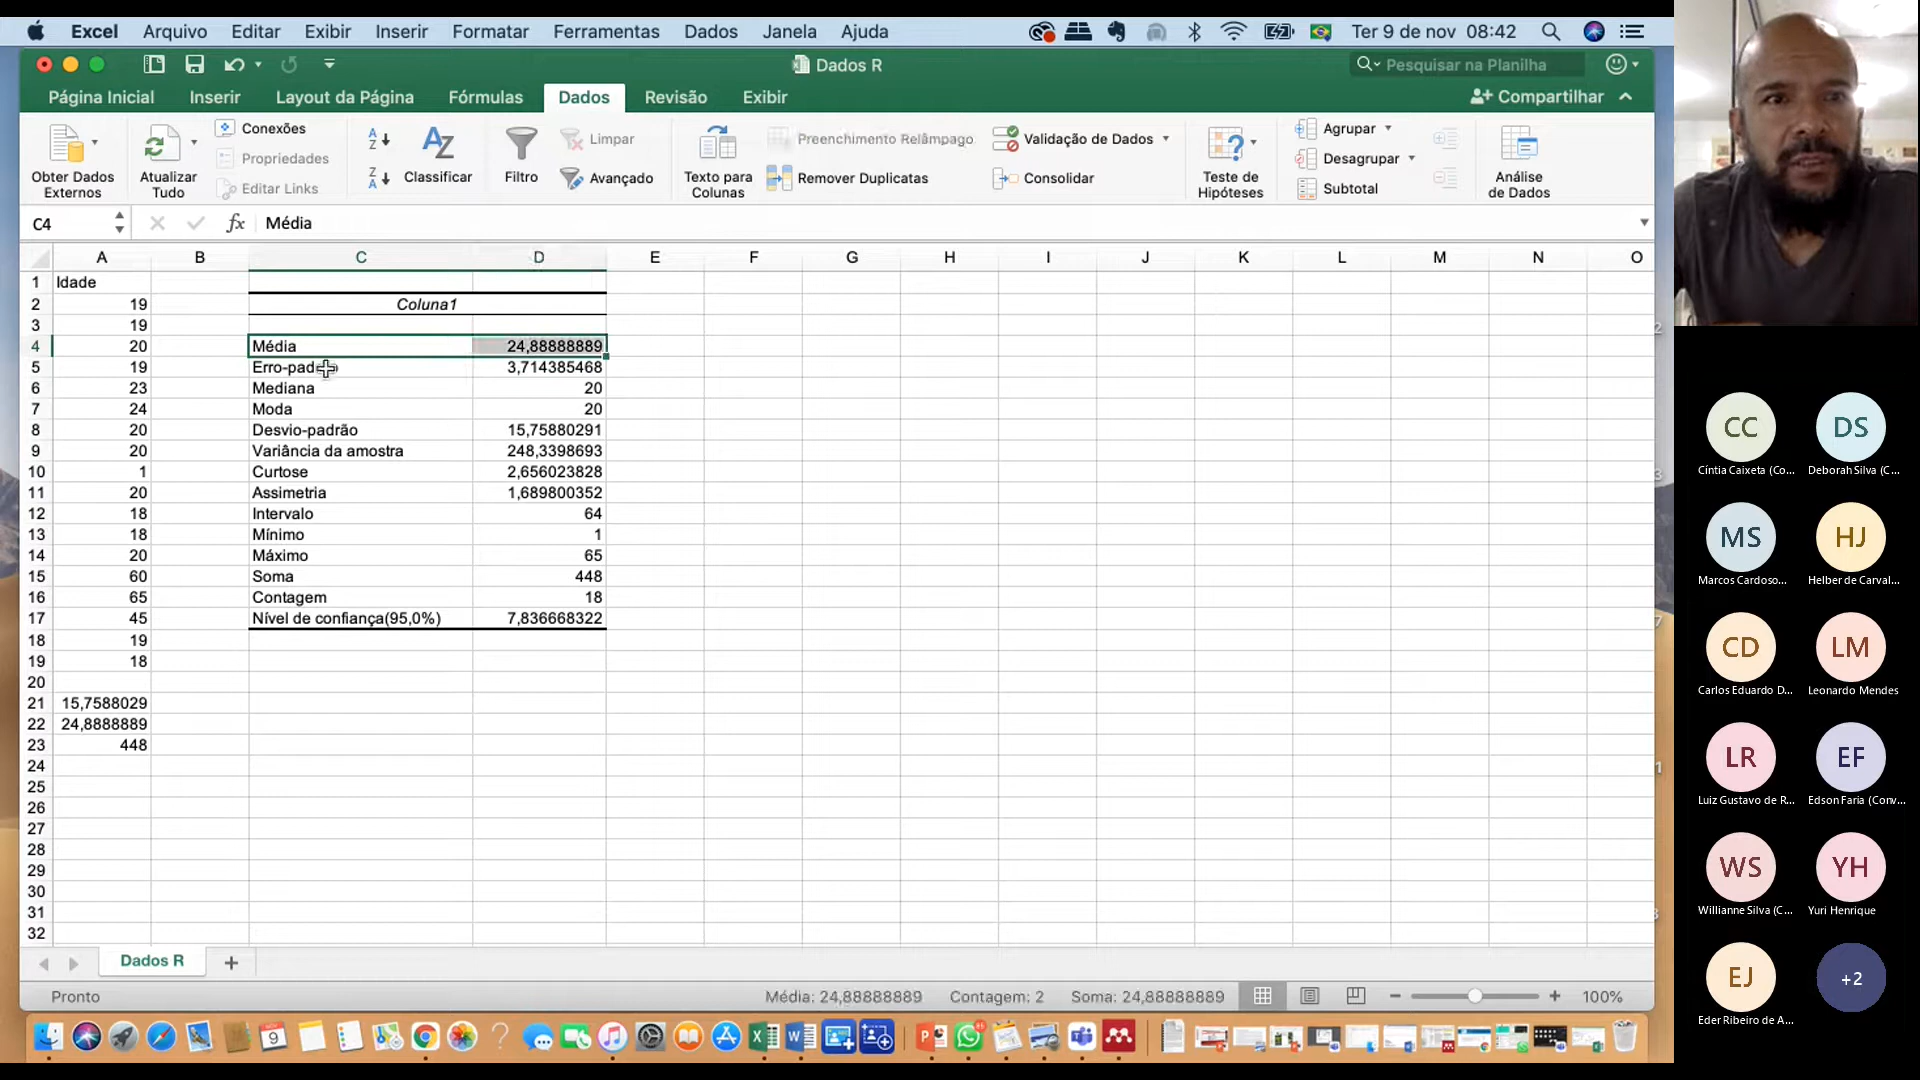 Excel Arquivo Editar Exibir Inserir Formatar Ferramentas Dados Janela Ajuda Ter 9 de nov 08:42
Dados R
Pesquisar na Planilha
Página Inicial Inserir Layout da Página Fórmulas Dados Revisão Exibir Compartilhar
Obter Dados Externos
Atualizar Tudo
Conexões
Propriedades
Editar Links
Classificar
Filtro
Limpar
Avançado
Texto para Colunas
Preenchimento Relâmpago
Remover Duplicatas
Validação de Dados
Consolidar
Teste de Hipóteses
Agrupar
Desagrupar
Subtotal
Análise de Dados
C4 fx Média
A B C D E F G H I J K L M N O
1 Idade
2 19 Coluna1
3 19
4 20 Média 24,88888889
5 19 Erro-pad 3,714385468
6 23 Mediana 20
7 24 Moda 20
8 20 Desvio-padrão 15,75880291
9 20 Variância da amostra 248,3398693
10 1 Curtose 2,656023828
11 20 Assimetria 1,689800352
12 18 Intervalo 64
13 18 Mínimo 1
14 20 Máximo 65
15 60 Soma 448
16 65 Contagem 18
17 45 Nível de confiança(95,0%) 7,836668322
18 19
19 18
20
21 15,7588029
22 24,8888889
23 448
24
25
26
27
28
29
30
31
32
Dados R
Pronto Média: 24,88888889 Contagem: 2 Soma: 24,88888889 100%
CC DS
Cíntia Caixeta (Co... Deborah Silva (C...
MS HJ
Marcos Cardoso... Helber de Carval...
CD LM
Carlos Eduardo D... Leonardo Mendes
LR EF
Luiz Gustavo de R... Edson Faria (Conv...
WS YH
Willianne Silva (C... Yuri Henrique
EJ +2
Eder Ribeiro de A...